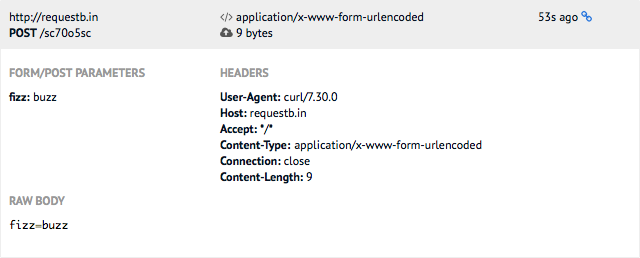 http://requestb.in </> application/x-www-form-urlencoded 53s ago
POST /sc70o5sc 9 bytes
FORM/POST PARAMETERS
fizz: buzz
HEADERS
User-Agent: curl/7.30.0
Host: requestb.in
Accept: */*
Content-Type: application/x-www-form-urlencoded
Connection: close
Content-Length: 9
RAW BODY
fizz=buzz